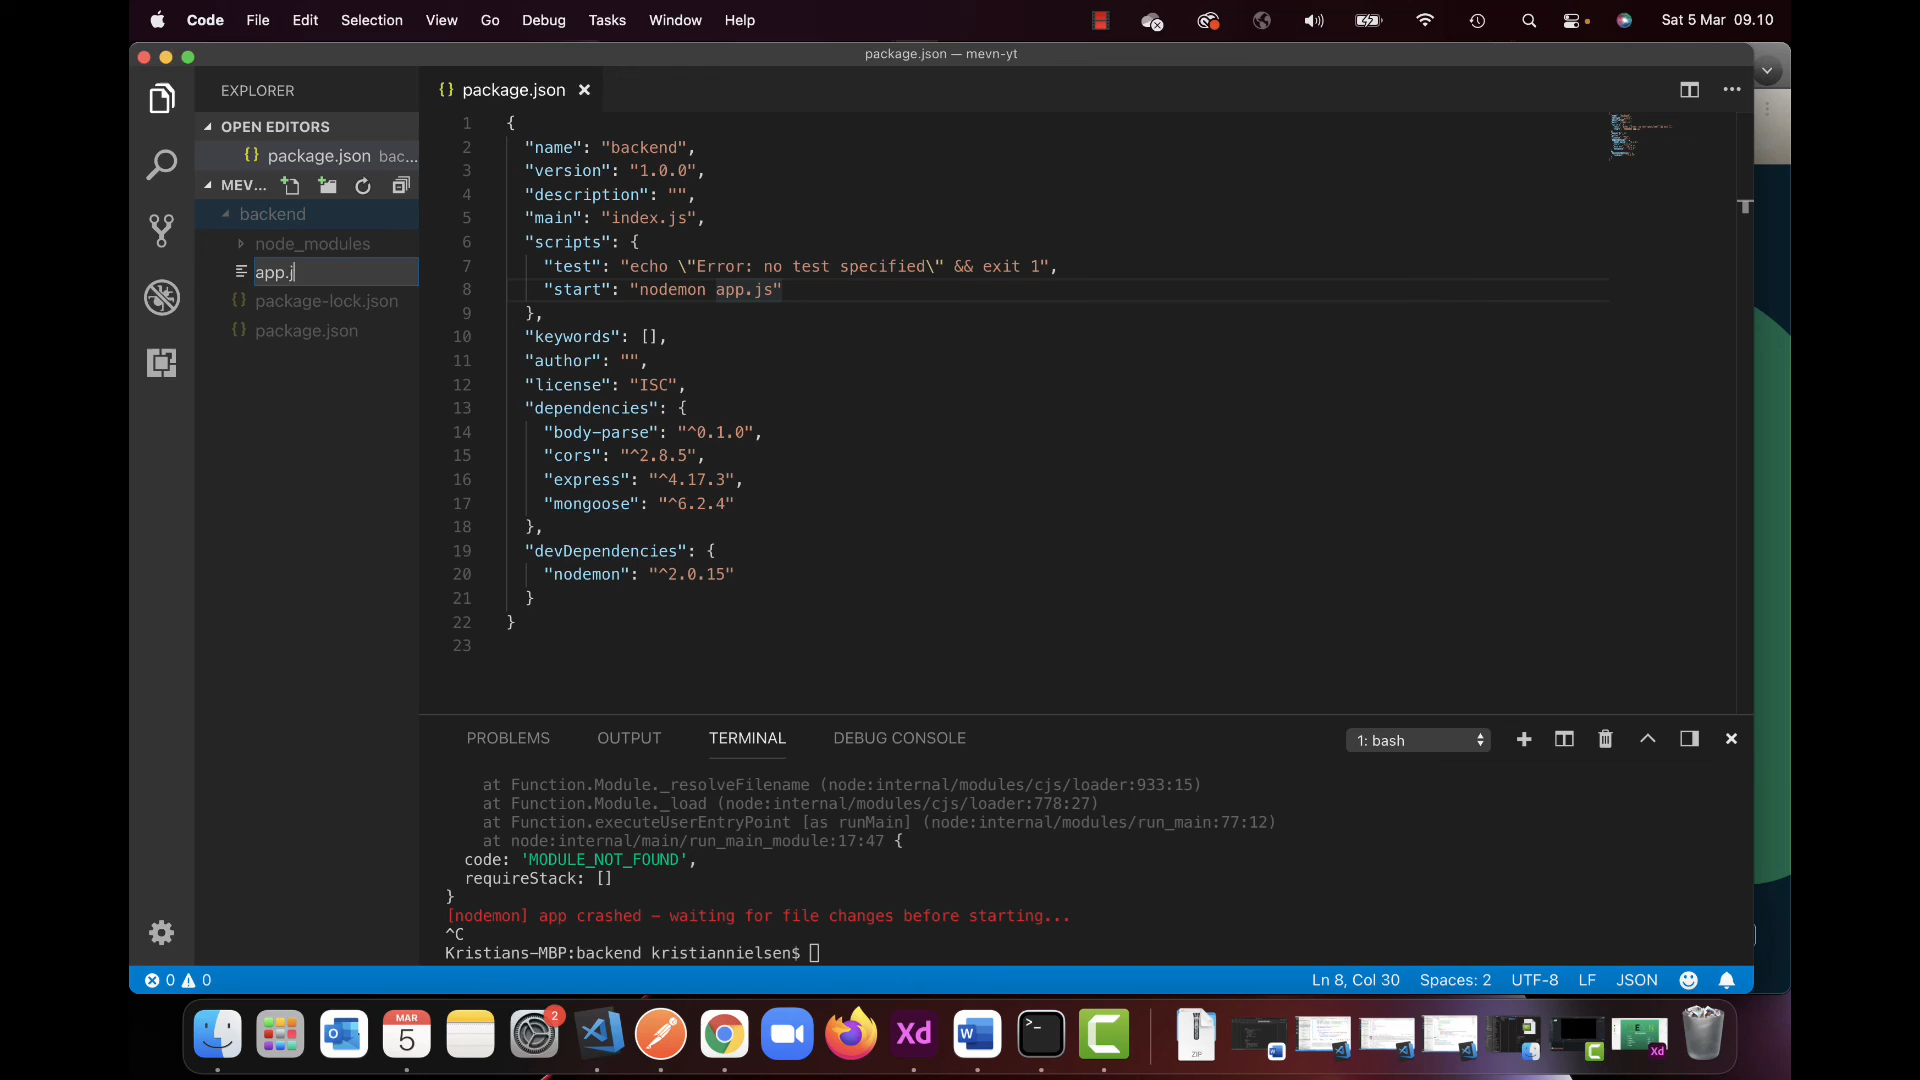 Code File Edit Selection View Go Debug Tasks Window Help
Sat 5 Mar 09.10
package.json — mevn-yt
EXPLORER
OPEN EDITORS
package.json bac...
MEV...
backend
node_modules
app.j
package-lock.json
package.json
{} package.json
1 {
2 "name": "backend",
3 "version": "1.0.0",
4 "description": "",
5 "main": "index.js",
6 "scripts": {
7 "test": "echo \"Error: no test specified\" && exit 1",
8 "start": "nodemon app.js"
9 },
10 "keywords": [],
11 "author": "",
12 "license": "ISC",
13 "dependencies": {
14 "body-parse": "^0.1.0",
15 "cors": "^2.8.5",
16 "express": "^4.17.3",
17 "mongoose": "^6.2.4"
18 },
19 "devDependencies": {
20 "nodemon": "^2.0.15"
21 }
22 }
23
PROBLEMS OUTPUT TERMINAL DEBUG CONSOLE
1: bash
at Function.Module._resolveFilename (node:internal/modules/cjs/loader:933:15)
at Function.Module._load (node:internal/modules/cjs/loader:778:27)
at Function.executeUserEntryPoint [as runMain] (node:internal/modules/run_main:77:12)
at node:internal/main/run_main_module:17:47 {
code: 'MODULE_NOT_FOUND',
requireStack: []
}
[nodemon] app crashed - waiting for file changes before starting...
^C
Kristians-MBP:backend kristiannielsen$
0 0
Ln 8, Col 30 Spaces: 2 UTF-8 LF JSON
MAR
5
2
Xd
W
>_
C
ZIP